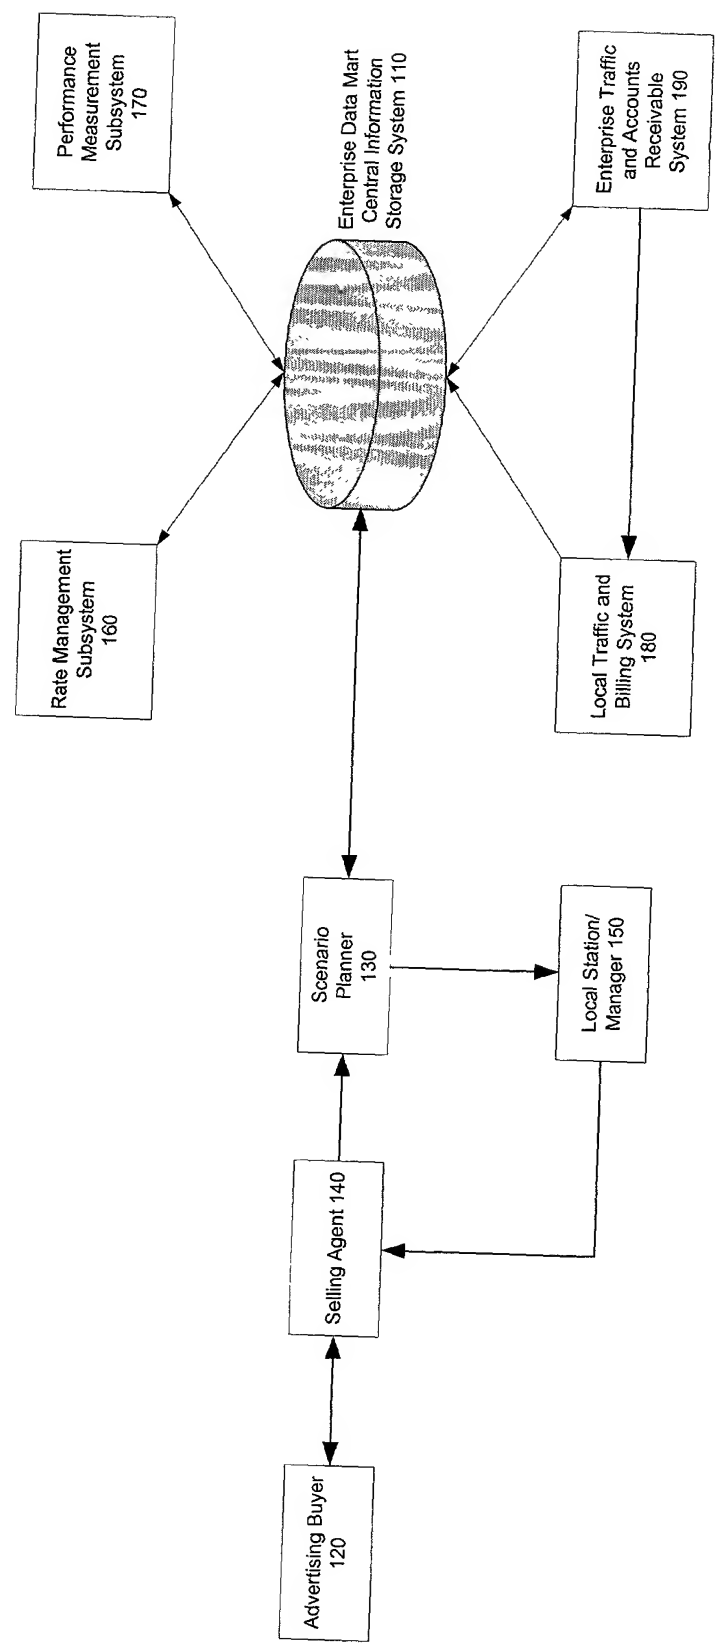 Advertising Buyer
120
Selling Agent 140
Scenario
Planner
130
Local Station/
Manager 150
Rate Management
Subsystem
160
Performance
Measurement
Subsystem
170
Enterprise Data Mart
Central Information
Storage System 110
Local Traffic and
Billing System
180
Enterprise Traffic
and Accounts
Receivable
System 190